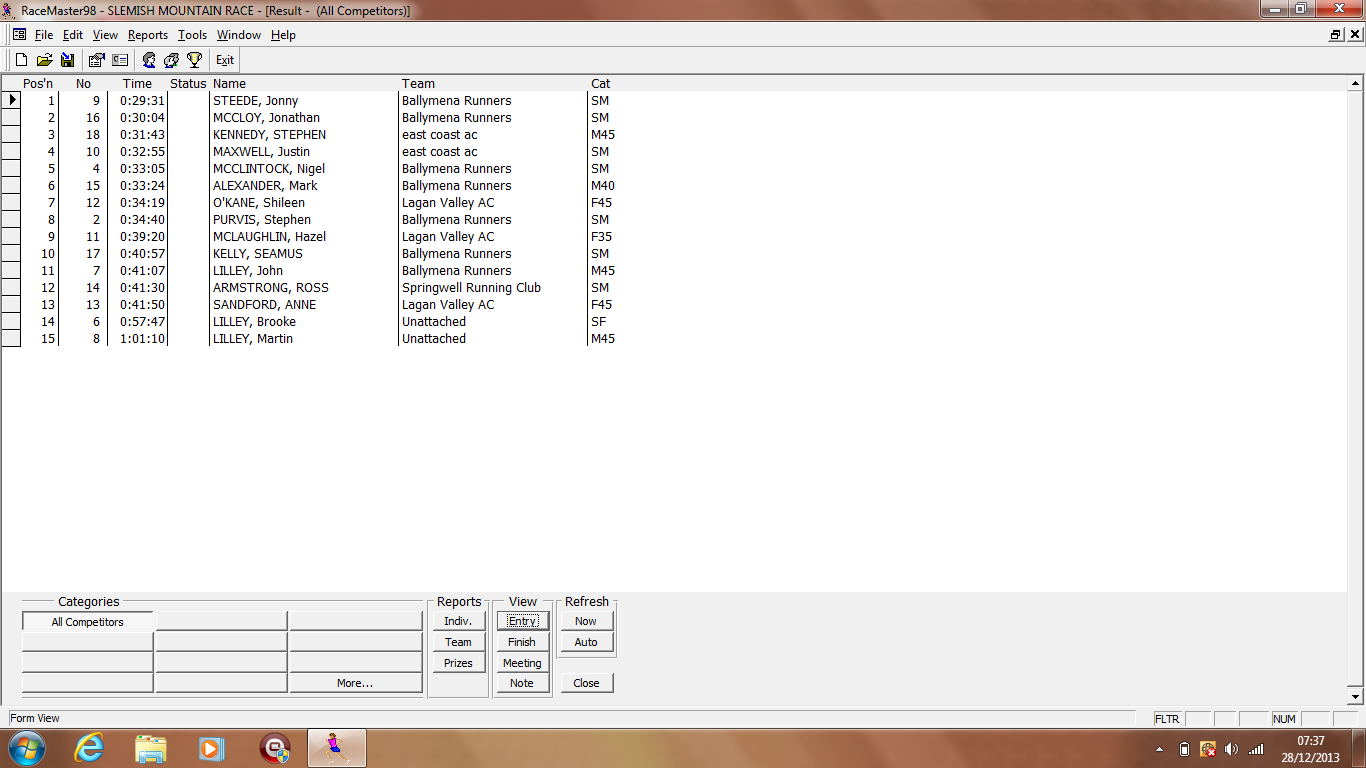 RaceMaster98 - SLEMISH MOUNTAIN RACE - [Result - (All Competitors)]
File Edit View Reports Tools Window Help
Exit
Pos'n No Time Status Name Team Cat
1 9 0:29:31 STEEDE, Jonny Ballymena Runners SM
2 16 0:30:04 MCCLOY, Jonathan Ballymena Runners SM
3 18 0:31:43 KENNEDY, STEPHEN east coast ac M45
4 10 0:32:55 MAXWELL, Justin east coast ac SM
5 4 0:33:05 MCCLINTOCK, Nigel Ballymena Runners SM
6 15 0:33:24 ALEXANDER, Mark Ballymena Runners M40
7 12 0:34:19 O'KANE, Shileen Lagan Valley AC F45
8 2 0:34:40 PURVIS, Stephen Ballymena Runners SM
9 11 0:39:20 MCLAUGHLIN, Hazel Lagan Valley AC F35
10 17 0:40:57 KELLY, SEAMUS Ballymena Runners SM
11 7 0:41:07 LILLEY, John Ballymena Runners M45
12 14 0:41:30 ARMSTRONG, ROSS Springwell Running Club SM
13 13 0:41:50 SANDFORD, ANNE Lagan Valley AC F45
14 6 0:57:47 LILLEY, Brooke Unattached SF
15 8 1:01:10 LILLEY, Martin Unattached M45
Categories Reports View Refresh
All Competitors Indiv. Entry Now
Team Finish Auto
Prizes Meeting
More... Note Close
Form View FLTR NUM
07:37
28/12/2013